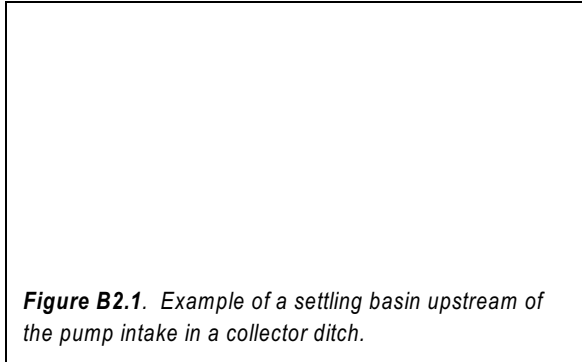 Figure B2.1. Example of a settling basin upstream of
the pump intake in a collector ditch.